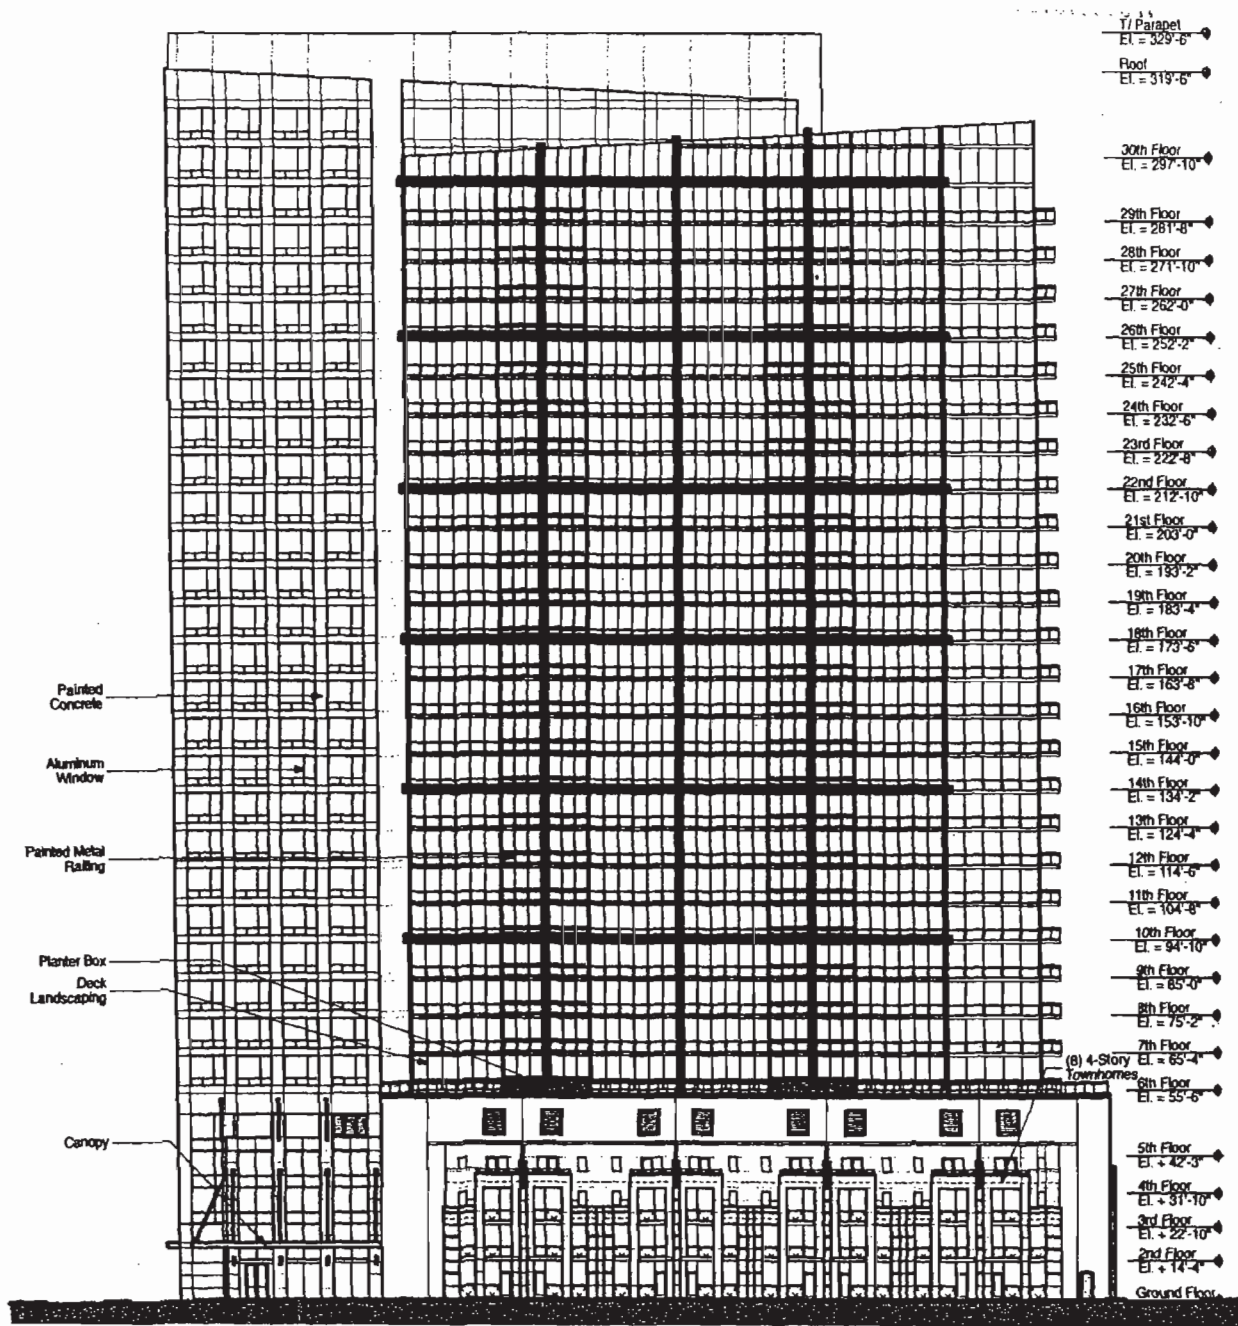 T/ Parapet
El. = 329'-6"
Roof
El. = 319'-6"
30th Floor
El. = 297'-10"
29th Floor
El. = 281'-8"
28th Floor
El. = 271'-10"
27th Floor
El. = 262'-0"
26th Floor
El. = 252'-2"
25th Floor
El. = 242'-4"
24th Floor
El. = 232'-6"
23rd Floor
El. = 222'-8"
22nd Floor
El. = 212'-10"
21st Floor
El. = 203'-0"
20th Floor
El. = 193'-2"
19th Floor
El. = 183'-4"
18th Floor
El. = 173'-6"
17th Floor
El. = 163'-8"
Painted
Concrete
16th Floor
El. = 153'-10"
15th Floor
El. = 144'-0"
Aluminum
Window
14th Floor
El. = 134'-2"
13th Floor
El. = 124'-4"
Painted Metal
Railing
12th Floor
El. = 114'-6"
11th Floor
El. = 104'-8"
10th Floor
El. = 94'-10"
Planter Box
9th Floor
El. = 85'-0"
Deck
Landscaping
8th Floor
El. = 75'-2"
7th Floor
El. = 65'-4"
(8) 4-Story
Townhomes
6th Floor
El. = 55'-6"
Canopy
5th Floor
El. + 42'-3"
4th Floor
El. + 31'-10"
3rd Floor
El. + 22'-10"
2nd Floor
El. + 14'-4"
Ground Floor